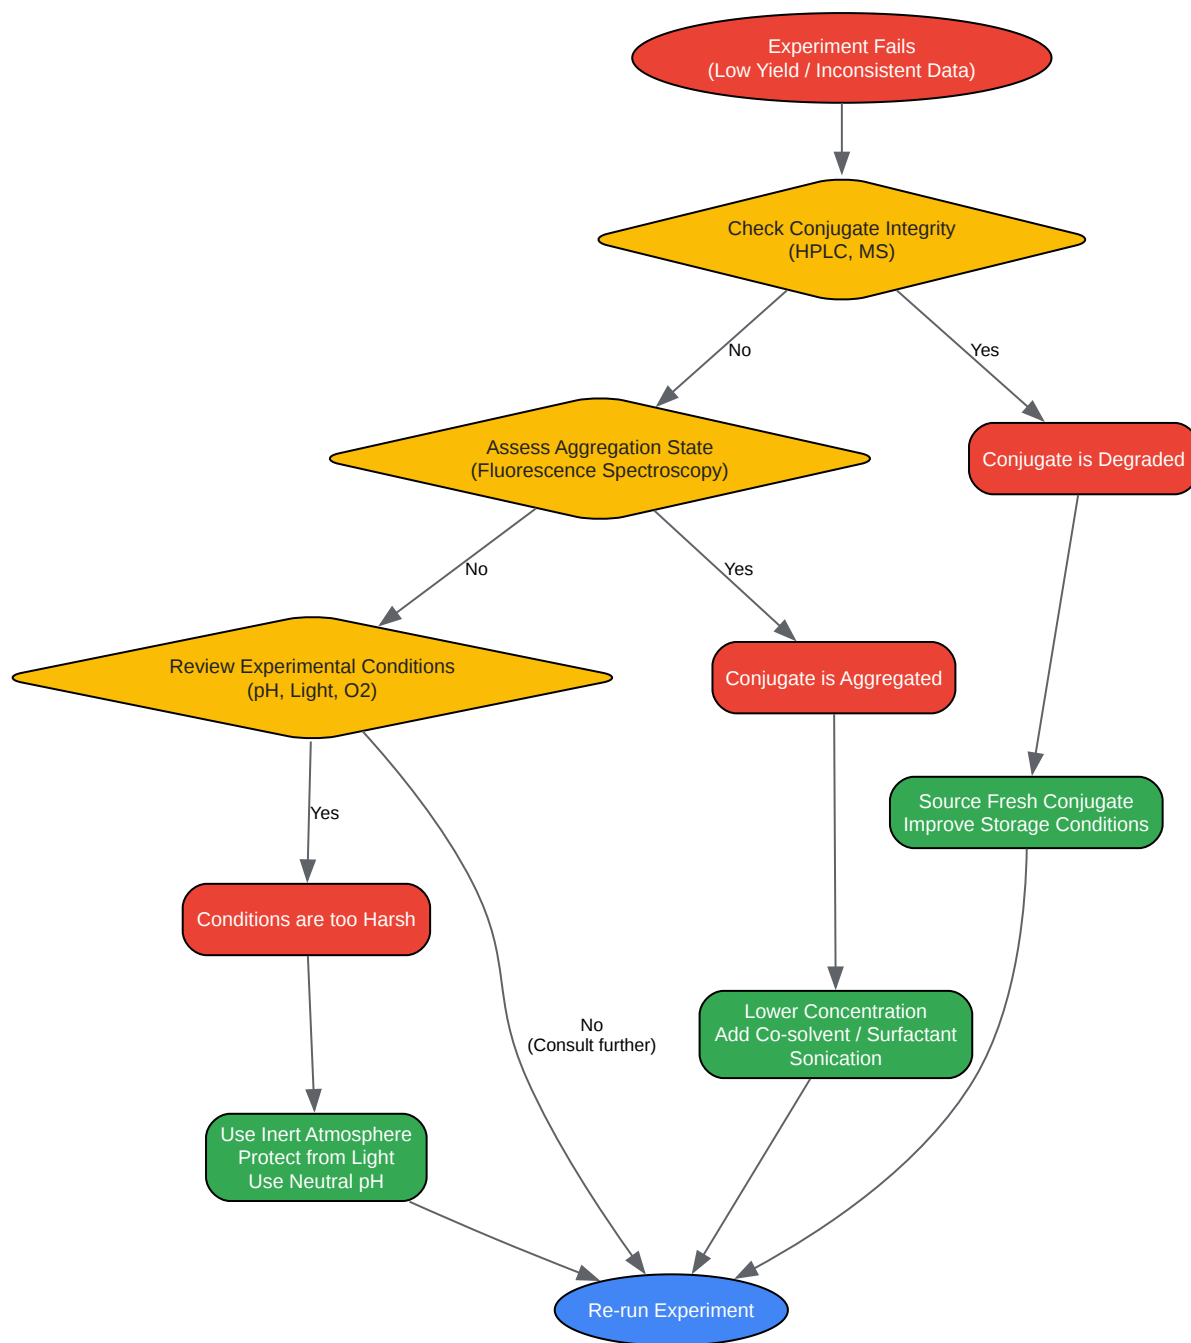 Experiment Fails
(Low Yield / Inconsistent Data)
Check Conjugate Integrity
(HPLC, MS)
No
Yes
Assess Aggregation State
(Fluorescence Spectroscopy)
Conjugate is Degraded
No
Yes
Review Experimental Conditions
(pH, Light, O2)
Conjugate is Aggregated
Source Fresh Conjugate
Improve Storage Conditions
Yes
Conditions are too Harsh
No
(Consult further)
Lower Concentration
Add Co-solvent / Surfactant
Sonication
Use Inert Atmosphere
Protect from Light
Use Neutral pH
Re-run Experiment